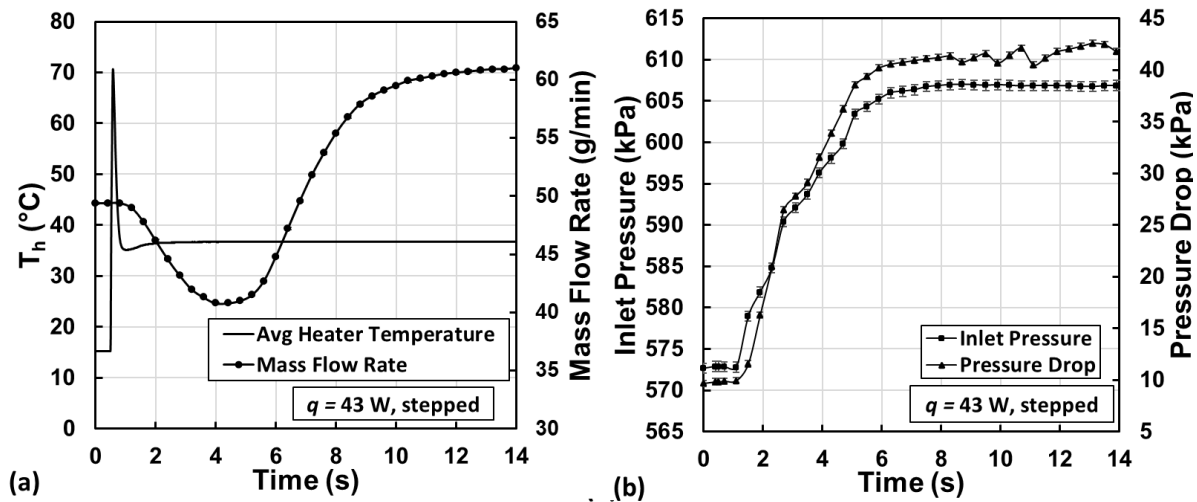 80
70
60
50
40
30
20
10
0
T_h (°C)
65
60
55
50
45
40
35
30
Mass Flow Rate (g/min)
Avg Heater Temperature
Mass Flow Rate
q = 43 W, stepped
0 2 4 6 8 10 12 14
Time (s)
(a)
615
610
605
600
595
590
585
580
575
570
565
Inlet Pressure (kPa)
45
40
35
30
25
20
15
10
5
Pressure Drop (kPa)
Inlet Pressure
Pressure Drop
q = 43 W, stepped
0 2 4 6 8 10 12 14
Time (s)
(b)